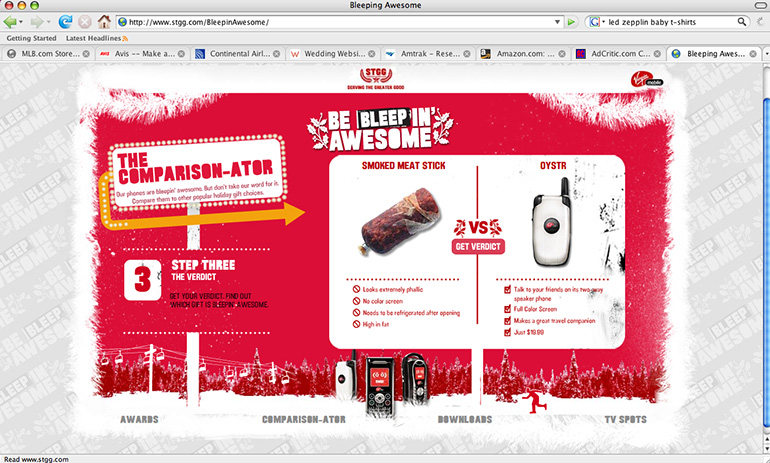 Bleeping Awesome
http://www.stgg.com/BleepinAwesome/
led zepplin baby t-shirts
Getting Started
Latest Headlines
MLB.com Store...
Avis -- Make a...
Continental Airl...
Wedding Websi...
Amtrak - Rese...
Amazon.com: ...
AdCritic.com C...
Bleeping Awes...
STGG
SERVING THE GREATER GOOD
Virgin
mobile
BE BLEEPIN'
AWESOME
THE
COMPARISON-ATOR
Our phones are bleepin' awesome. But don't take our word for it.
Compare them to other popular holiday gift choices.
3
STEP THREE
THE VERDICT
GET YOUR VERDICT. FIND OUT
WHICH GIFT IS BLEEPIN' AWESOME.
SMOKED MEAT STICK
OYSTR
VS
GET VERDICT
Looks extremely phallic
No color screen
Needs to be refrigerated after opening
High in fat
Talk to your friends on its two-way
speaker phone
Full Color Screen
Makes a great travel companion
Just $19.99
AWARDS
COMPARISON-ATOR
DOWNLOADS
TV SPOTS
Read www.stgg.com